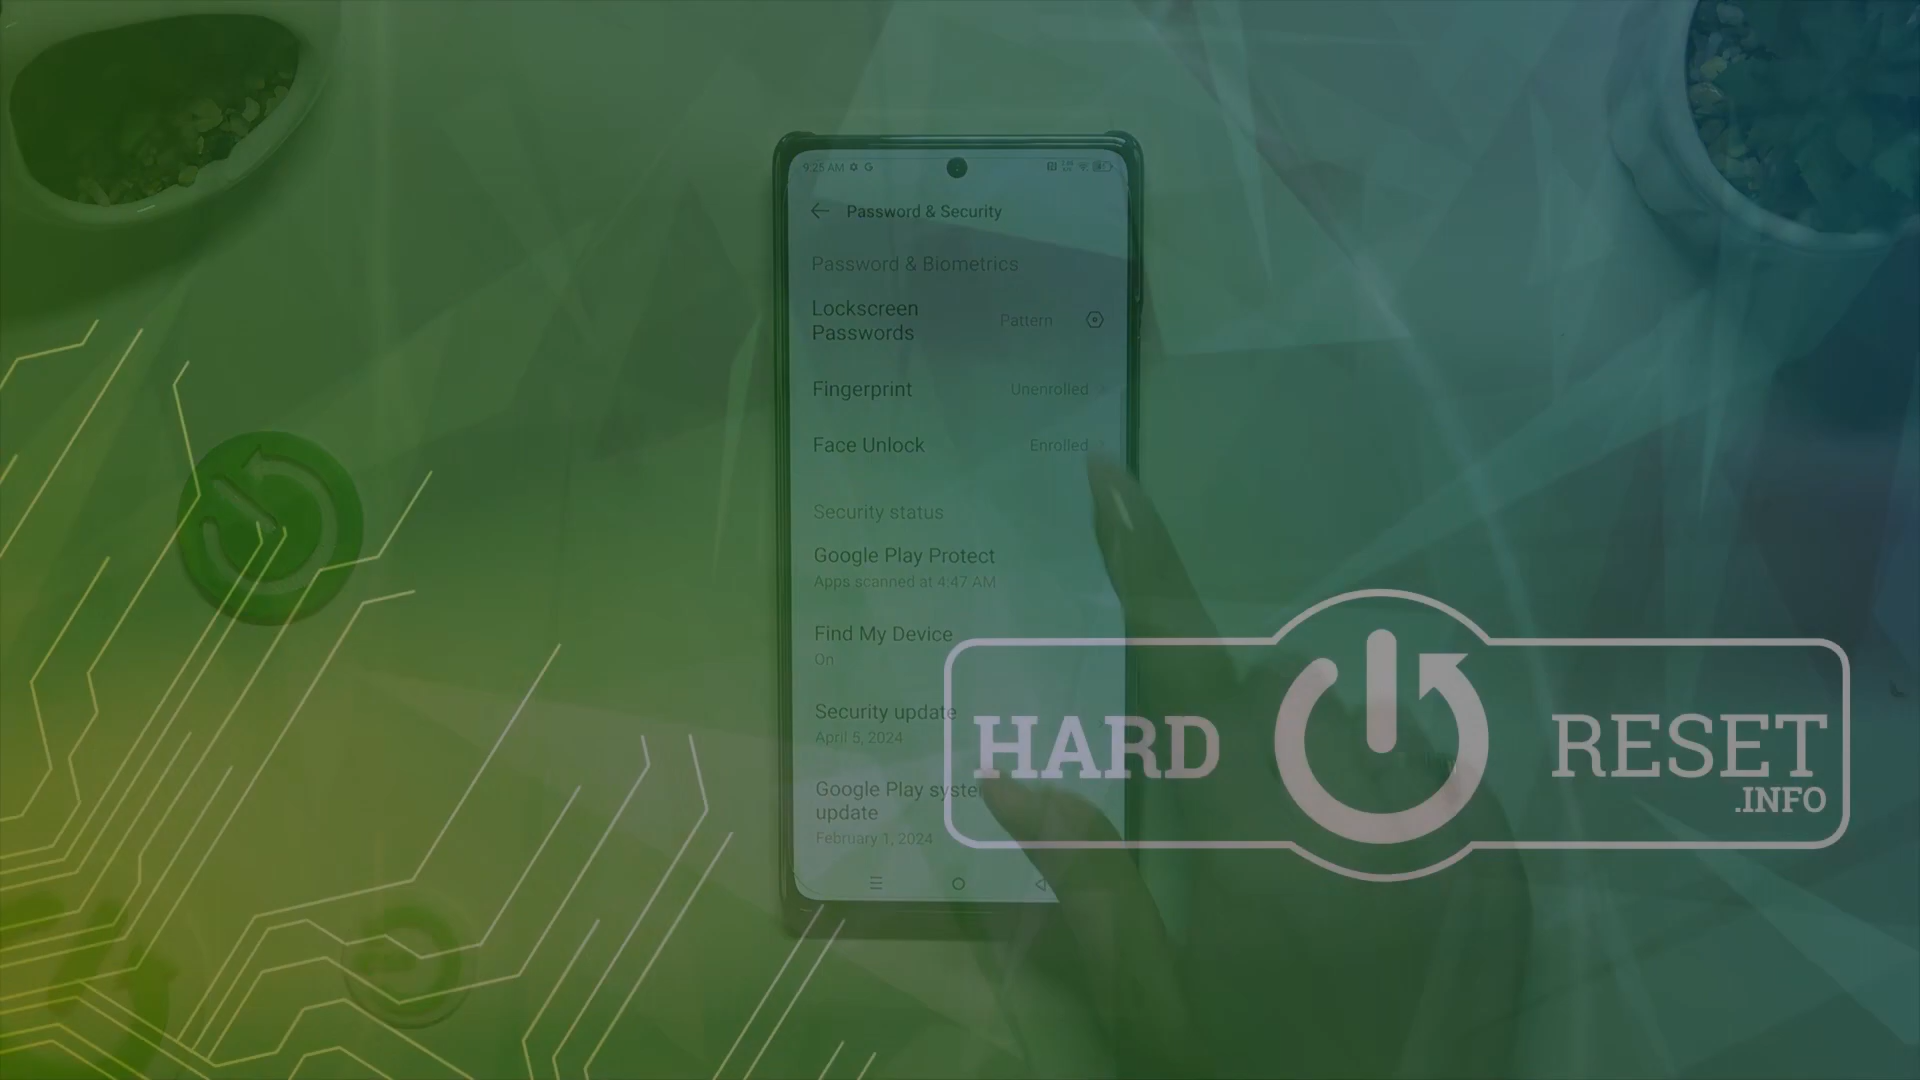 9:25 AM
Password & Security
Password & Biometrics
Lockscreen
Passwords
Pattern
Fingerprint Unenrolled
Face Unlock Enrolled
Security status
Google Play Protect
Apps scanned at 4:47 AM
Find My Device
On
Security update
April 5, 2024
Google Play
update
February 1, 2024
HARD RESET
.INFO